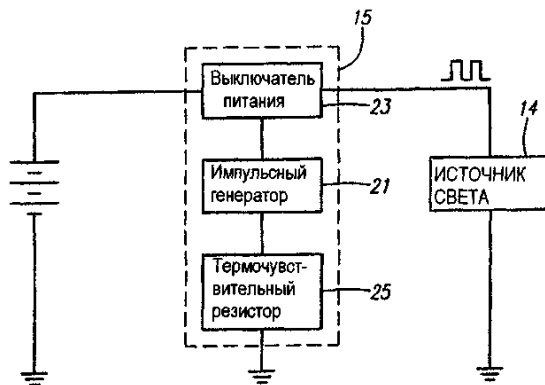 15
Выключатель
питания
23
14
Импульсный
генератор
21
ИСТОЧНИК
СВЕТА
Термочувст-
вительный
резистор
25